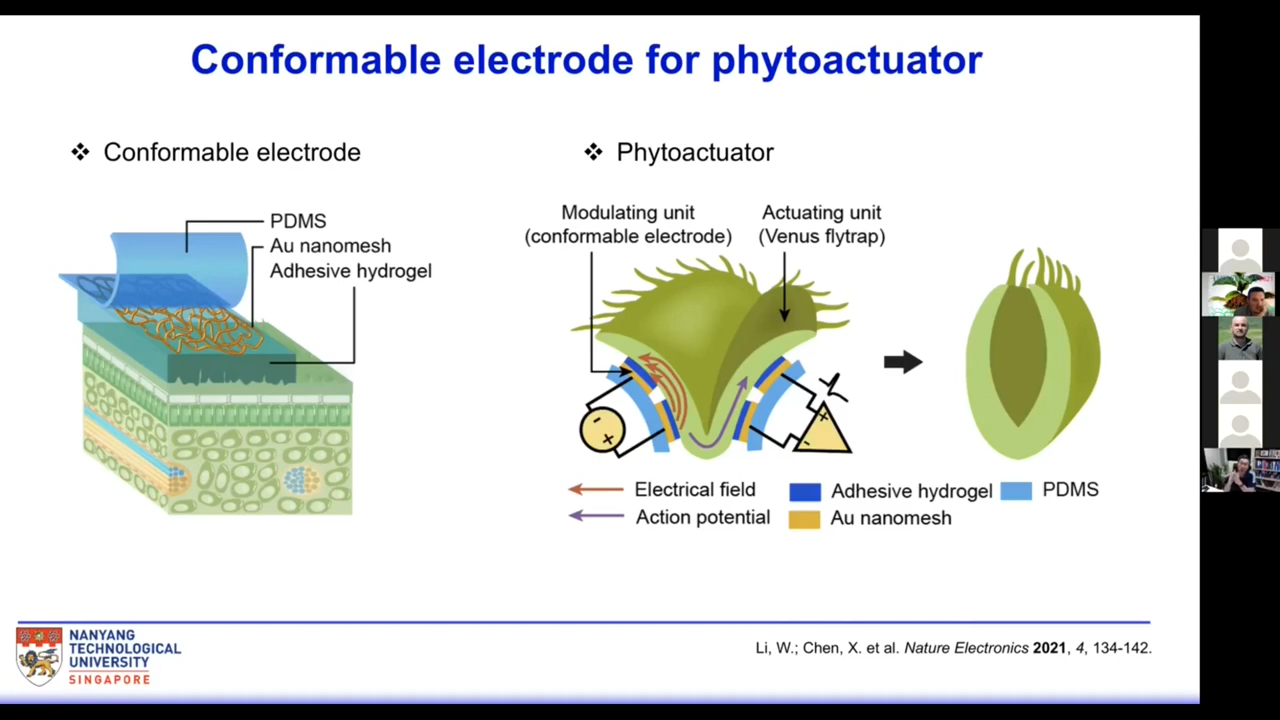 Conformable electrode for phytoactuator
❖ Conformable electrode
PDMS
Au nanomesh
Adhesive hydrogel
❖ Phytoactuator
Modulating unit
(conformable electrode)
Actuating unit
(Venus flytrap)
- +
+ -
Electrical field
Action potential
Adhesive hydrogel
Au nanomesh
PDMS
NANYANG
TECHNOLOGICAL
UNIVERSITY
SINGAPORE
Li, W.; Chen, X. et al. Nature Electronics 2021, 4, 134-142.